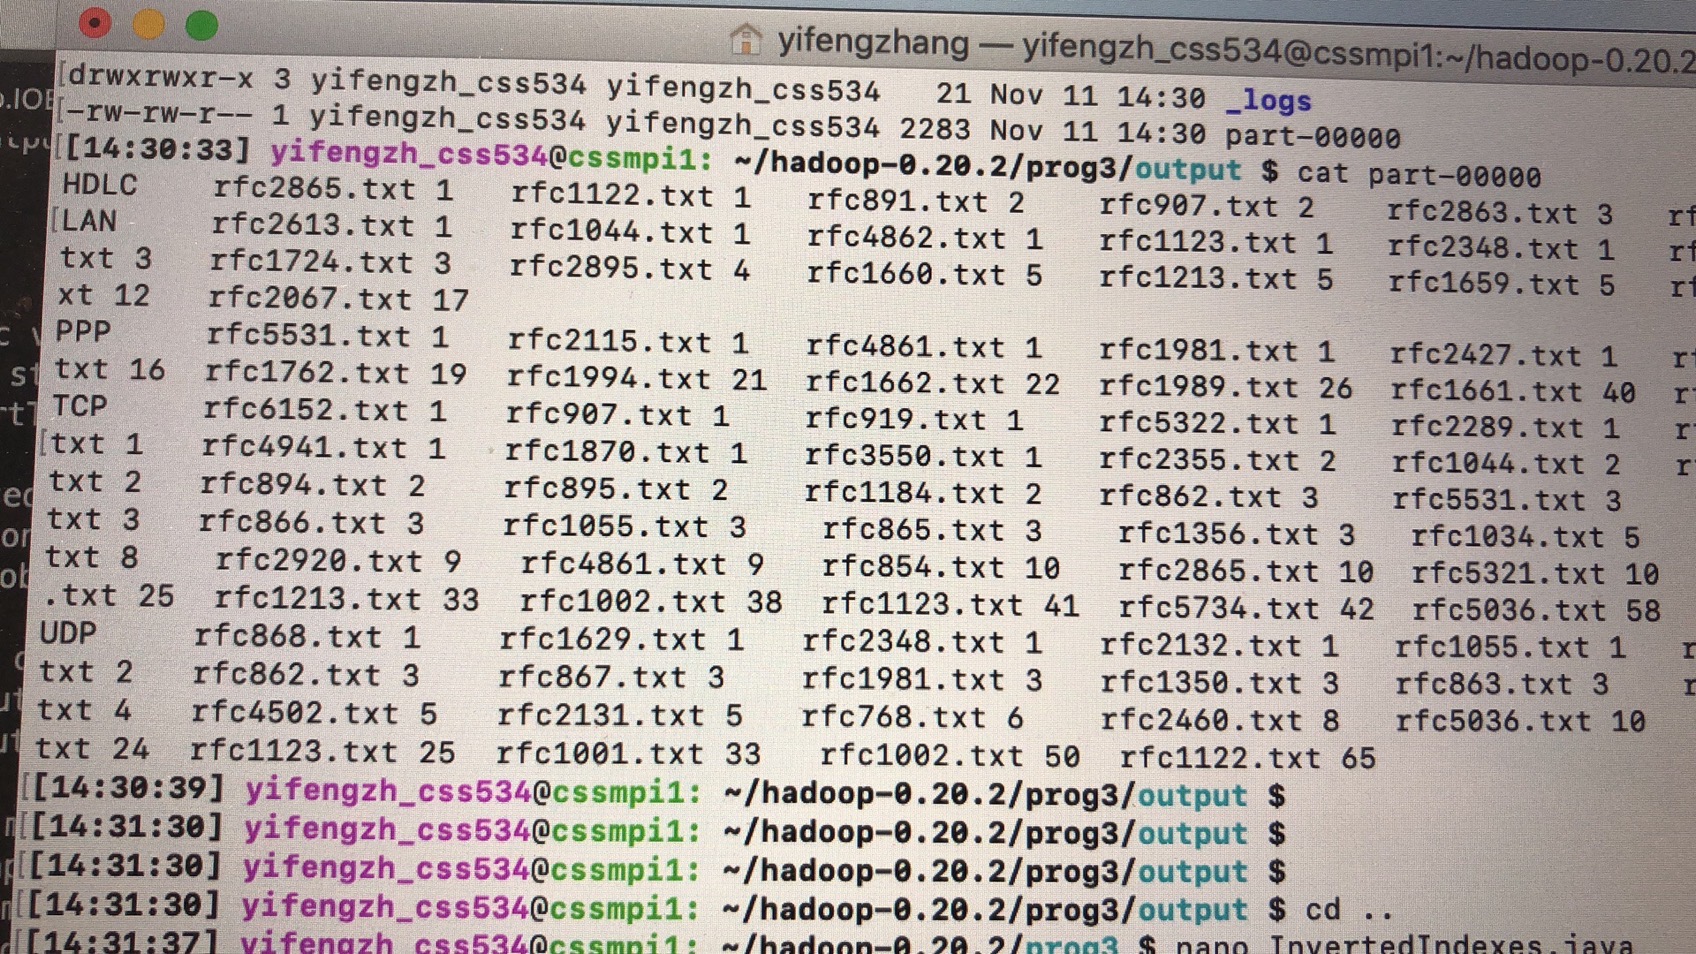 yifengzhang — yifengzh_css534@cssmpi1:~/hadoop-0.20.2
[drwxrwxr-x 3 yifengzh_css534 yifengzh_css534 21 Nov 11 14:30 _logs
[-rw-rw-r-- 1 yifengzh_css534 yifengzh_css534 2283 Nov 11 14:30 part-00000
[[14:30:33] yifengzh_css534@cssmpi1: ~/hadoop-0.20.2/prog3/output $ cat part-00000
HDLC rfc2865.txt 1 rfc1122.txt 1 rfc891.txt 2 rfc907.txt 2 rfc2863.txt 3 rf
[LAN rfc2613.txt 1 rfc1044.txt 1 rfc4862.txt 1 rfc1123.txt 1 rfc2348.txt 1 rf
txt 3 rfc1724.txt 3 rfc2895.txt 4 rfc1660.txt 5 rfc1213.txt 5 rfc1659.txt 5 rf
xt 12 rfc2067.txt 17
PPP rfc5531.txt 1 rfc2115.txt 1 rfc4861.txt 1 rfc1981.txt 1 rfc2427.txt 1 rf
txt 16 rfc1762.txt 19 rfc1994.txt 21 rfc1662.txt 22 rfc1989.txt 26 rfc1661.txt 40 r
TCP rfc6152.txt 1 rfc907.txt 1 rfc919.txt 1 rfc5322.txt 1 rfc2289.txt 1 r
[txt 1 rfc4941.txt 1 rfc1870.txt 1 rfc3550.txt 1 rfc2355.txt 2 rfc1044.txt 2 r
txt 2 rfc894.txt 2 rfc895.txt 2 rfc1184.txt 2 rfc862.txt 3 rfc5531.txt 3
txt 3 rfc866.txt 3 rfc1055.txt 3 rfc865.txt 3 rfc1356.txt 3 rfc1034.txt 5
txt 8 rfc2920.txt 9 rfc4861.txt 9 rfc854.txt 10 rfc2865.txt 10 rfc5321.txt 10
.txt 25 rfc1213.txt 33 rfc1002.txt 38 rfc1123.txt 41 rfc5734.txt 42 rfc5036.txt 58
UDP rfc868.txt 1 rfc1629.txt 1 rfc2348.txt 1 rfc2132.txt 1 rfc1055.txt 1 r
txt 2 rfc862.txt 3 rfc867.txt 3 rfc1981.txt 3 rfc1350.txt 3 rfc863.txt 3 r
txt 4 rfc4502.txt 5 rfc2131.txt 5 rfc768.txt 6 rfc2460.txt 8 rfc5036.txt 10
txt 24 rfc1123.txt 25 rfc1001.txt 33 rfc1002.txt 50 rfc1122.txt 65
[[14:30:39] yifengzh_css534@cssmpi1: ~/hadoop-0.20.2/prog3/output $
[[14:31:30] yifengzh_css534@cssmpi1: ~/hadoop-0.20.2/prog3/output $
[[14:31:30] yifengzh_css534@cssmpi1: ~/hadoop-0.20.2/prog3/output $
[[14:31:30] yifengzh_css534@cssmpi1: ~/hadoop-0.20.2/prog3/output $ cd ..
[[14:31:37] yifengzh_css534@cssmpi1: ~/hadoop-0.20.2/prog3 $ nano InvertedIndexes.java